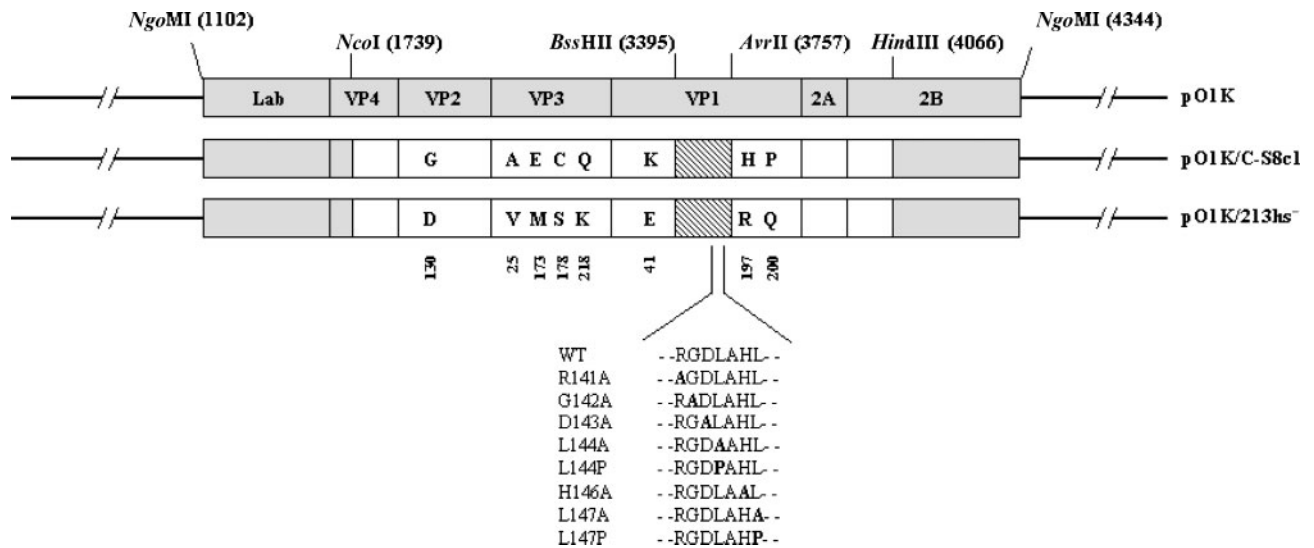 NgoMI (1102)
NcoI (1739)
BssHII (3395)
AvrII (3757)
HindIII (4066)
NgoMI (4344)
Lab VP4 VP2 VP3 VP1 2A 2B pO1K
G A E C Q K H P pO1K/C-S8c1
D V M S K E R Q pO1K/213hs⁻
130 25 173 178 218 41 197 200
WT --RGDLAHL--
R141A --AGDLAHL--
G142A --RADLAHL--
D143A --RGALAHL--
L144A --RGDAAHL--
L144P --RGDPAHL--
H146A --RGDLAAL--
L147A --RGDLAHA--
L147P --RGDLAHP--